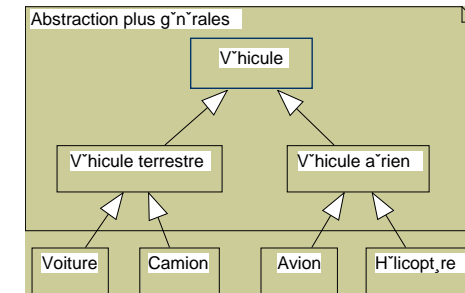 Abstraction plus gˇnˇrales
Vˇhicule
Vˇhicule terrestre
Vˇhicule aˇrien
Voiture
Camion
Avion
Hˇlicopt¸re